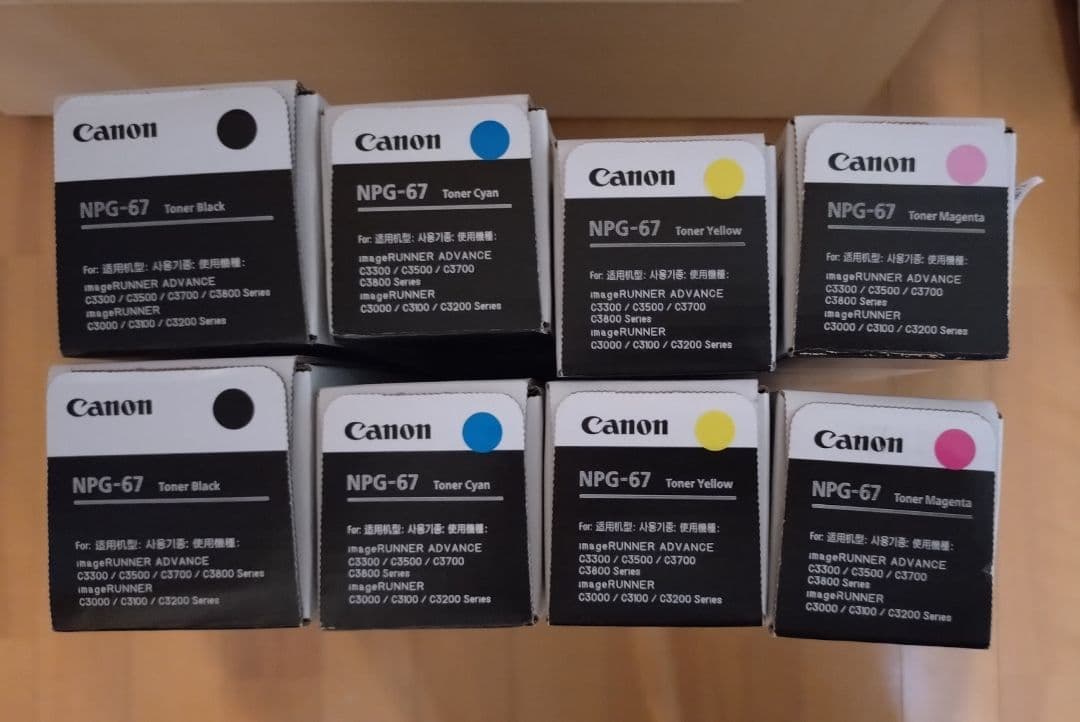 Canon
NPG-67 Toner Black
For: 适用机型: 사용기종: 使用機種:
imageRUNNER ADVANCE
C3300 / C3500 / C3700 / C3800 Series
imageRUNNER
C3000 / C3100 / C3200 Series
Canon
NPG-67 Toner Cyan
For: 适用机型: 사용기종: 使用機種:
imageRUNNER ADVANCE
C3300 / C3500 / C3700
C3800 Series
imageRUNNER
C3000 / C3100 / C3200 Series
Canon
NPG-67 Toner Yellow
For: 适用机型: 사용기종: 使用機種:
imageRUNNER ADVANCE
C3300 / C3500 / C3700
C3800 Series
imageRUNNER
C3000 / C3100 / C3200 Series
Canon
NPG-67 Toner Magenta
For: 适用机型: 사용기종: 使用機種:
imageRUNNER ADVANCE
C3300 / C3500 / C3700
C3800 Series
imageRUNNER
C3000 / C3100 / C3200 Series
Canon
NPG-67 Toner Black
For: 适用机型: 사용기종: 使用機種:
imageRUNNER ADVANCE
C3300 / C3500 / C3700 / C3800 Series
imageRUNNER
C3000 / C3100 / C3200 Series
Canon
NPG-67 Toner Cyan
For: 适用机型: 사용기종: 使用機種:
imageRUNNER ADVANCE
C3300 / C3500 / C3700
C3800 Series
imageRUNNER
C3000 / C3100 / C3200 Series
Canon
NPG-67 Toner Yellow
For: 适用机型: 사용기종: 使用機種:
imageRUNNER ADVANCE
C3300 / C3500 / C3700
C3800 Series
imageRUNNER
C3000 / C3100 / C3200 Series
Canon
NPG-67 Toner Magenta
For: 适用机型: 사용기종: 使用機種:
imageRUNNER ADVANCE
C3300 / C3500 / C3700
C3800 Series
imageRUNNER
C3000 / C3100 / C3200 Series